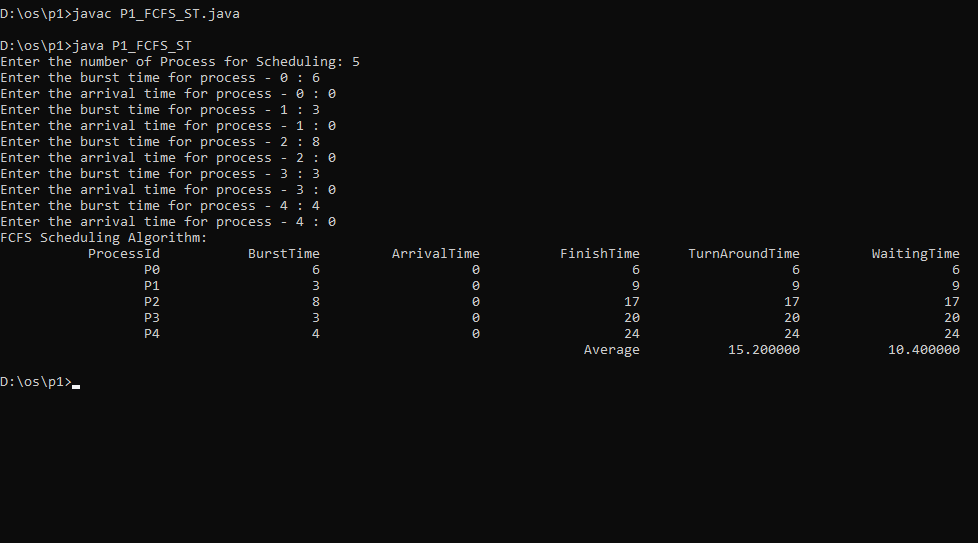 D:\os\p1>javac P1_FCFS_ST.java
D:\os\p1>java P1_FCFS_ST
Enter the number of Process for Scheduling: 5
Enter the burst time for process - 0 : 6
Enter the arrival time for process - 0 : 0
Enter the burst time for process - 1 : 3
Enter the arrival time for process - 1 : 0
Enter the burst time for process - 2 : 8
Enter the arrival time for process - 2 : 0
Enter the burst time for process - 3 : 3
Enter the arrival time for process - 3 : 0
Enter the burst time for process - 4 : 4
Enter the arrival time for process - 4 : 0
FCFS Scheduling Algorithm:
ProcessId BurstTime ArrivalTime FinishTime TurnAroundTime WaitingTime
P0 6 0 6 6 6
P1 3 0 9 9 9
P2 8 0 17 17 17
P3 3 0 20 20 20
P4 4 0 24 24 24
Average 15.200000 10.400000
D:\os\p1>